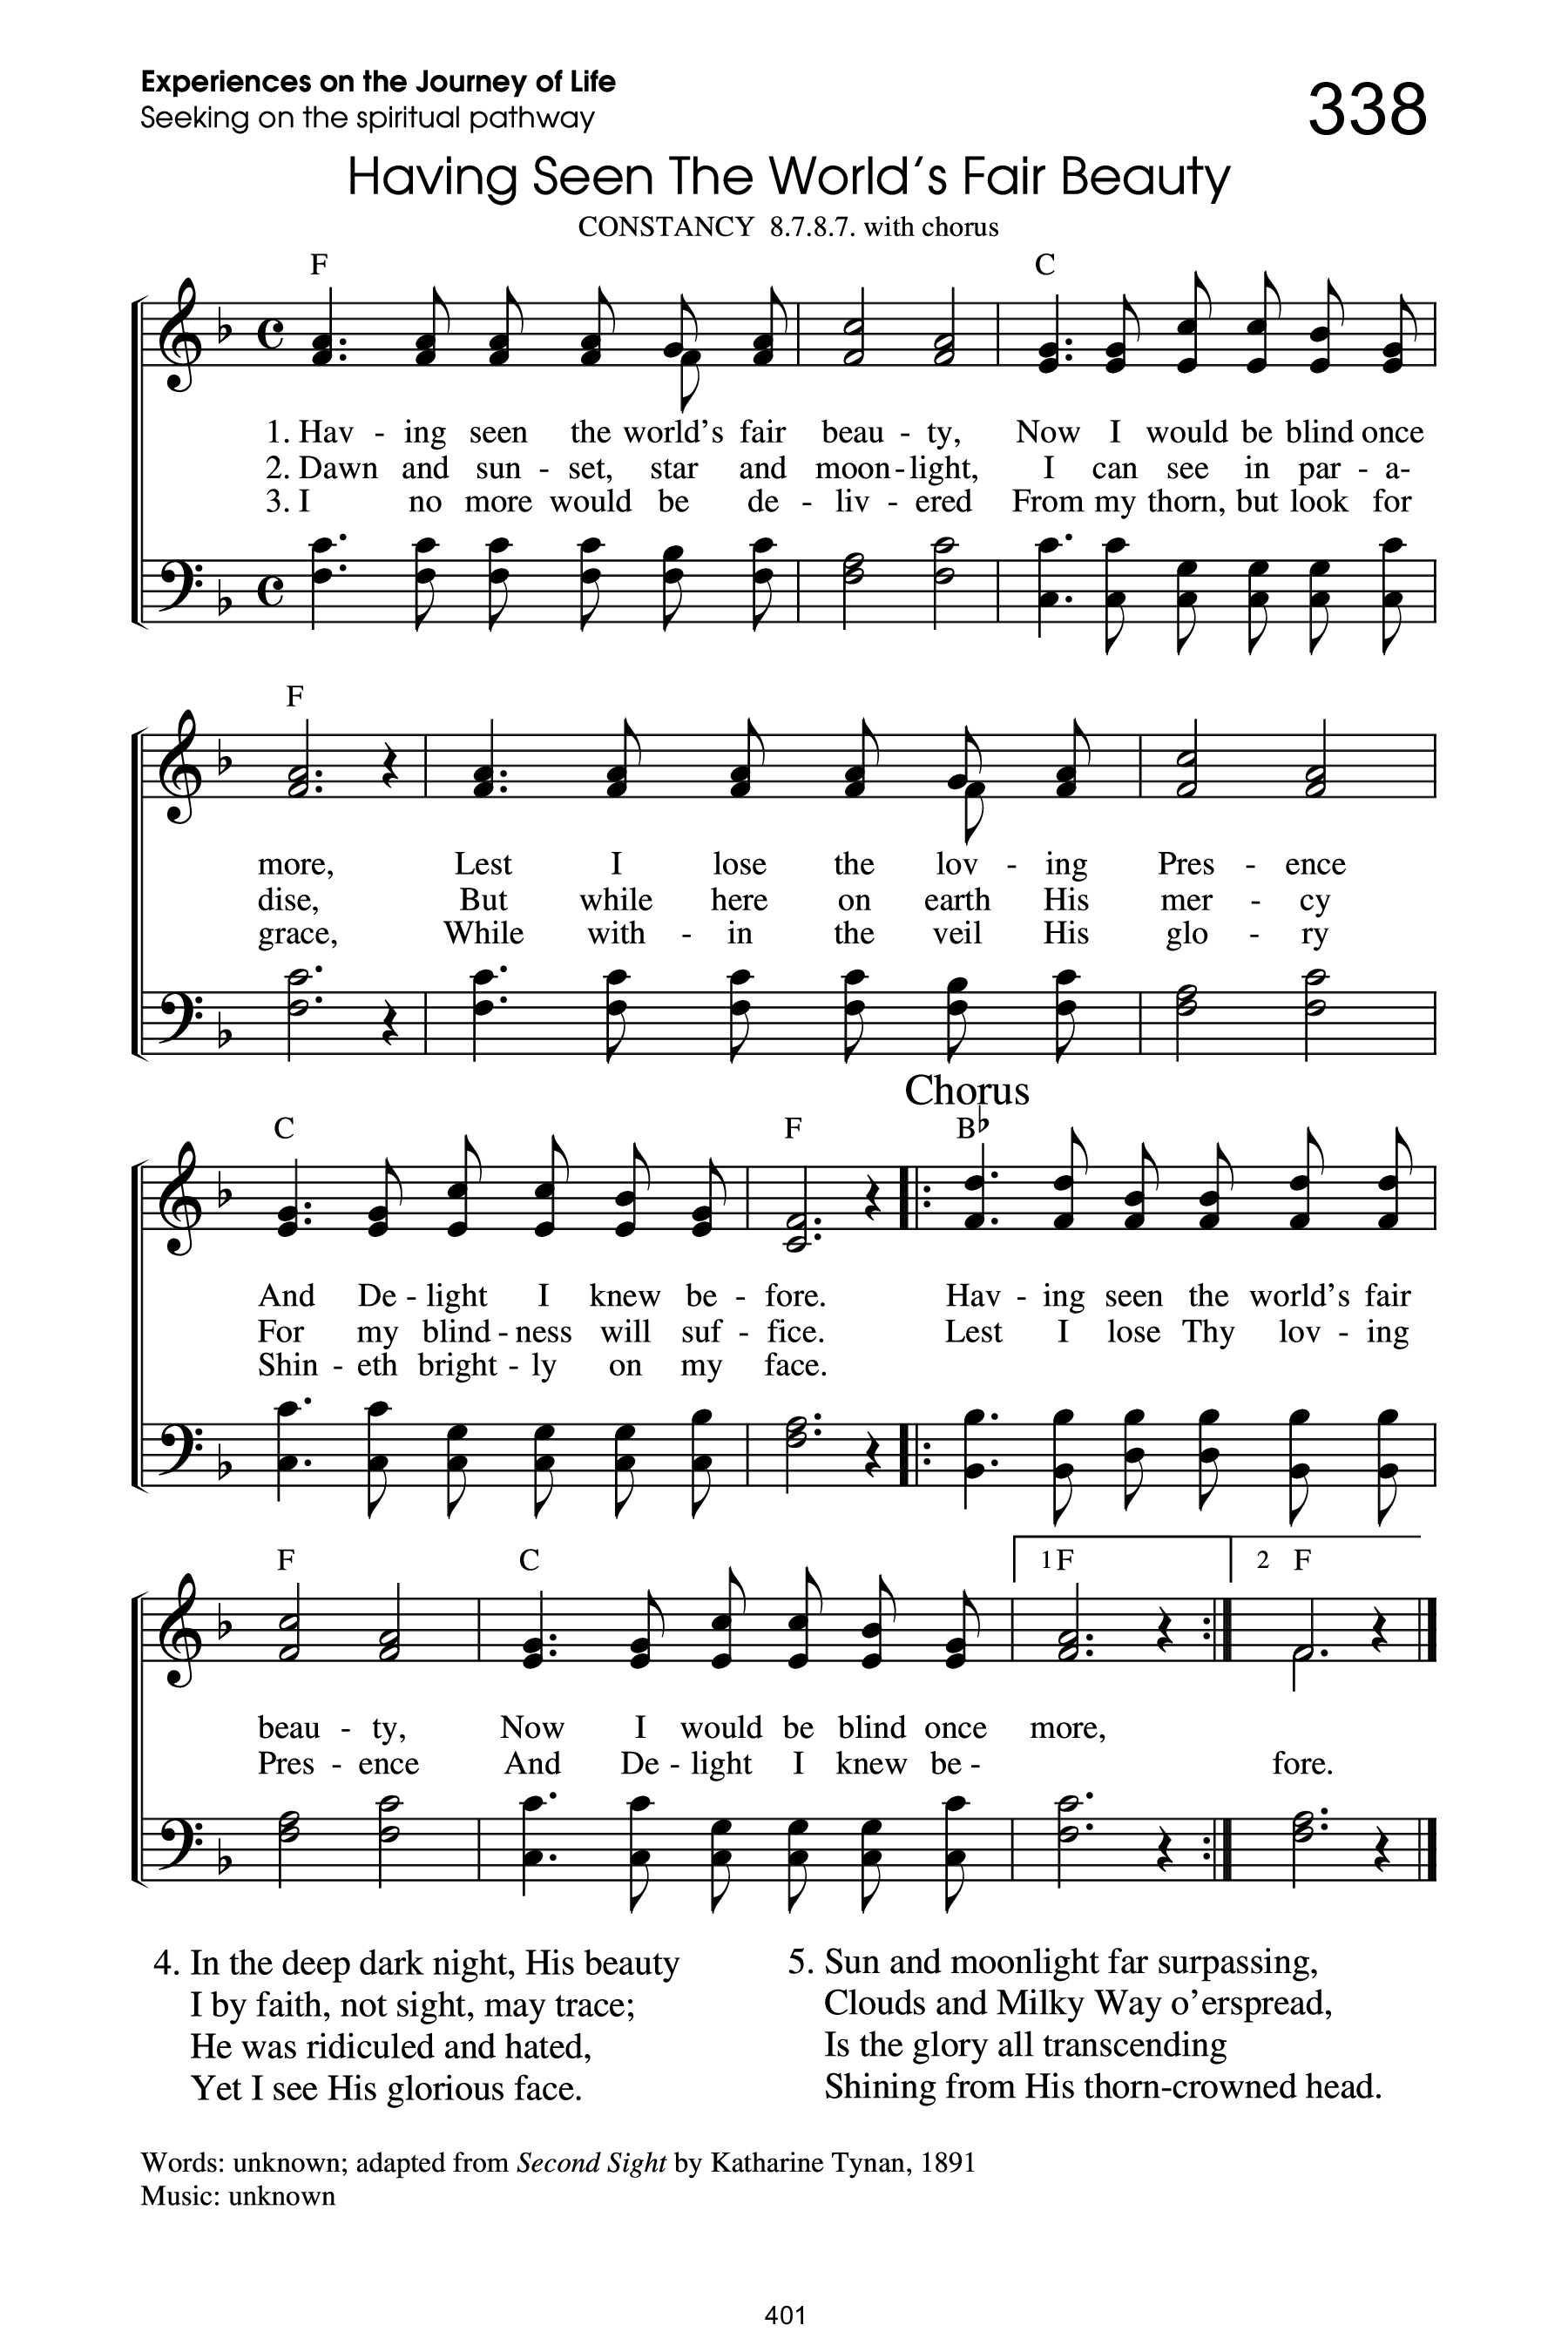 Experiences on the Journey of Life
Seeking on the spiritual pathway
338
Having Seen The World's Fair Beauty
CONSTANCY 8.7.8.7. with chorus
F C
1. Hav - ing seen the world's fair beau - ty, Now I would be blind once
2. Dawn and sun - set, star and moon - light, I can see in par - a-
3. I no more would be de - liv - ered From my thorn, but look for
F
more, Lest I lose the lov - ing Pres - ence
dise, But while here on earth His mer - cy
grace, While with - in the veil His glo - ry
Chorus
C F B♭
And De - light I knew be - fore. Hav - ing seen the world's fair
For my blind - ness will suf - fice. Lest I lose Thy lov - ing
Shin - eth bright - ly on my face.
F C 1 F 2 F
beau - ty, Now I would be blind once more,
Pres - ence And De - light I knew be - fore.
4. In the deep dark night, His beauty
I by faith, not sight, may trace;
He was ridiculed and hated,
Yet I see His glorious face.
5. Sun and moonlight far surpassing,
Clouds and Milky Way o'erspread,
Is the glory all transcending
Shining from His thorn-crowned head.
Words: unknown; adapted from Second Sight by Katharine Tynan, 1891
Music: unknown
401